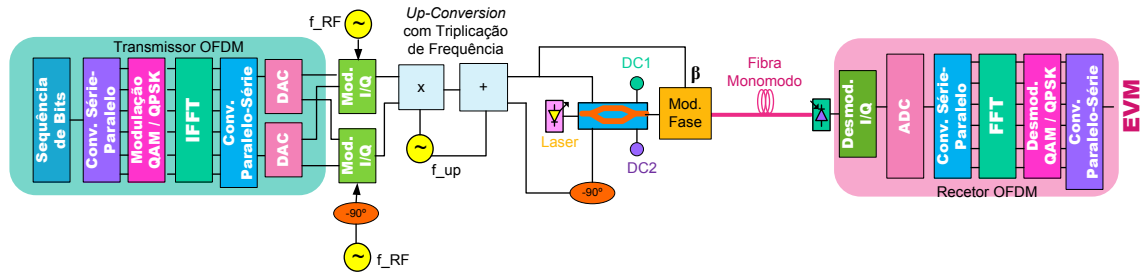 Transmissor OFDM
Sequência
de Bits
Conv. Série-
Paralelo
Modulação
QAM / QPSK
IFFT
Conv.
Paralelo-Série
DAC
DAC
f_RF
Mod.
I/Q
Mod.
I/Q
-90º
f_RF
Up-Conversion
com Triplicação
de Frequência
x
+
~
~
~
f_up
Laser
DC1
DC2
-90º
β
Mod.
Fase
Fibra
Monomodo
Desmod.
I/Q
ADC
Conv. Série-
Paralelo
FFT
Desmod.
QAM / QPSK
Conv.
Paralelo-Série
Recetor OFDM
EVM